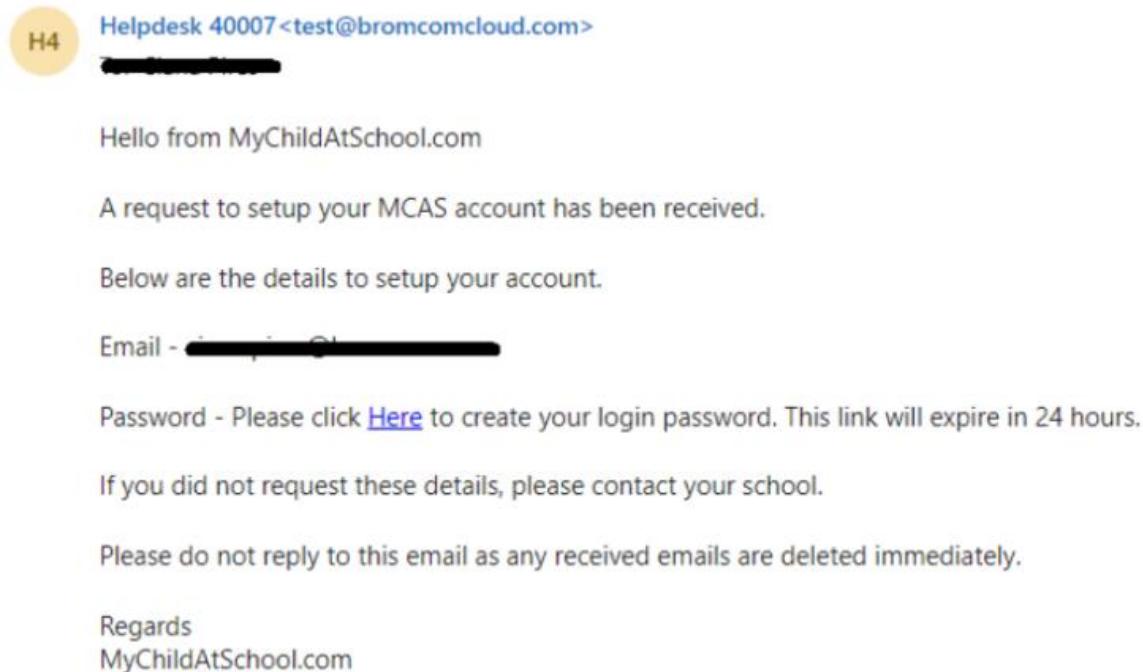 H4
Helpdesk 40007<test@bromcomcloud.com>
Hello from MyChildAtSchool.com
A request to setup your MCAS account has been received.
Below are the details to setup your account.
Email -
Password - Please click Here to create your login password. This link will expire in 24 hours.
If you did not request these details, please contact your school.
Please do not reply to this email as any received emails are deleted immediately.
Regards
MyChildAtSchool.com